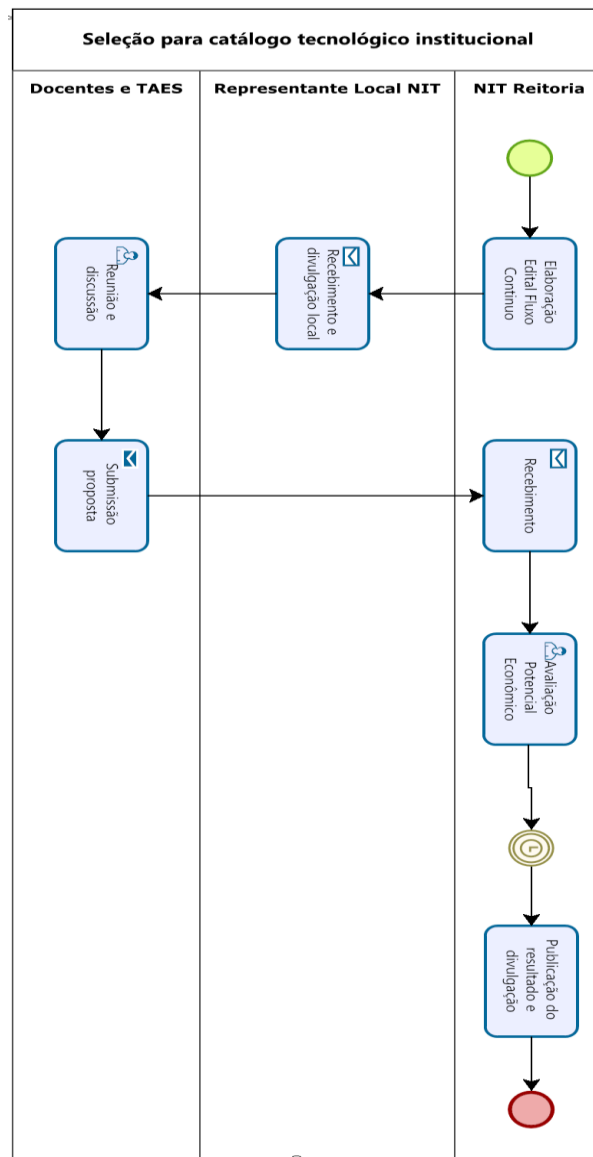 Seleção para catálogo tecnológico institucional
Docentes e TAES
Representante Local NIT
NIT Reitoria
Elaboração
Edital Fluxo
Continuo
Recebimento e
divulgação local
Reunião e
discussão
Submissão
proposta
Recebimento
Avaliação
Potencial
Econômico
Publicação do
resultado e
divulgação